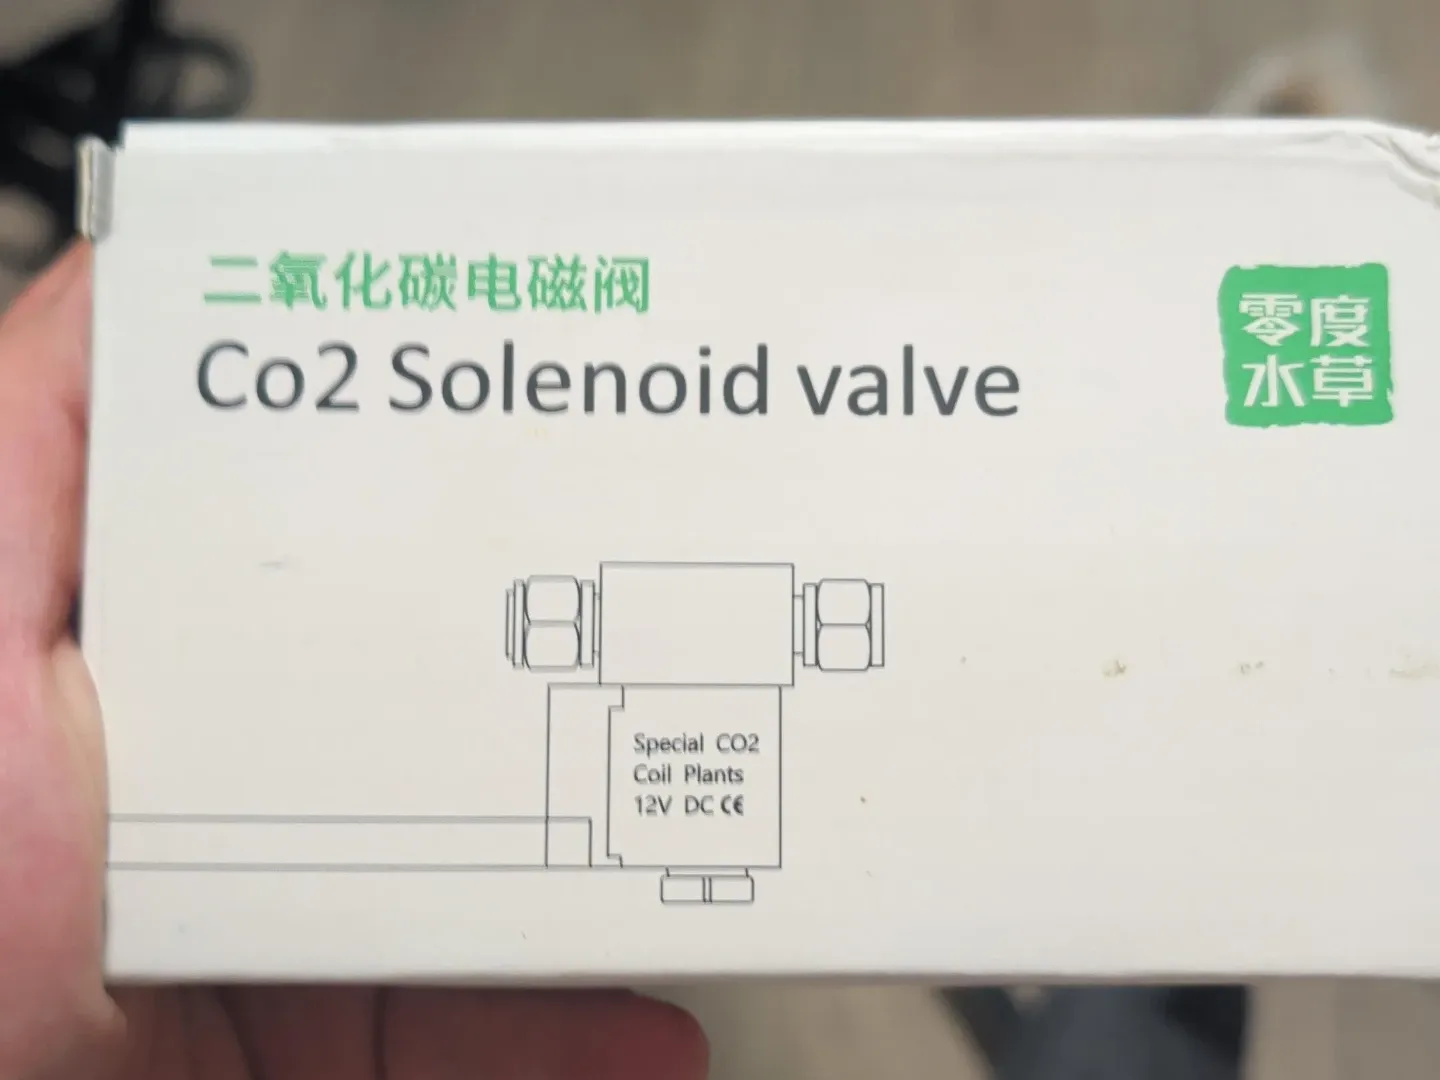 二氧化碳电磁阀
Co2 Solenoid valve
零度
水草
Special CO2
Coil Plants
12V DC CE